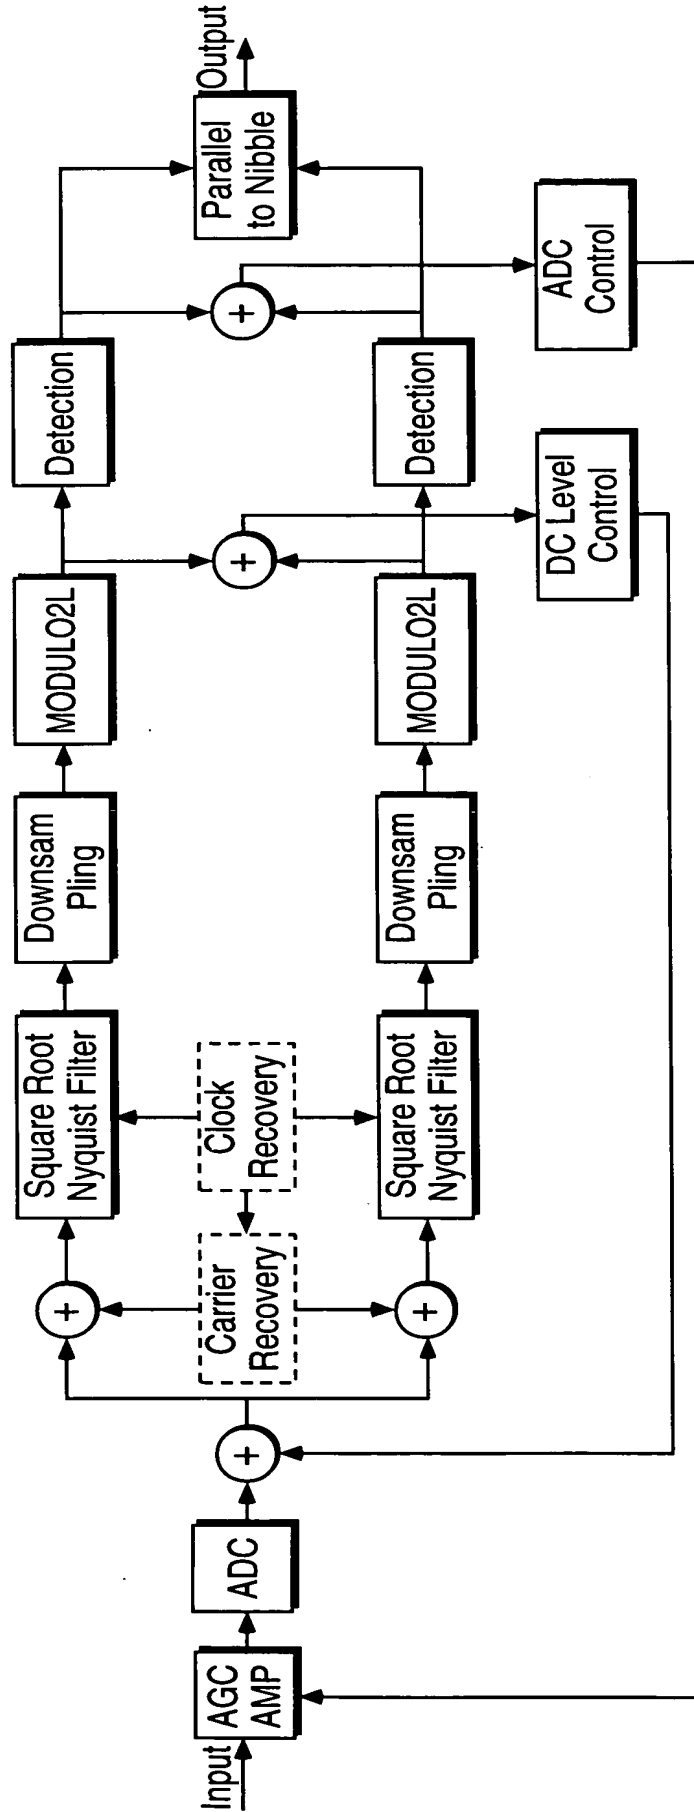 Input
AGC
AMP
ADC
+
+
+
Carrier
Recovery
Clock
Recovery
Square Root
Nyquist Filter
Square Root
Nyquist Filter
Downsam
Pling
Downsam
Pling
MODULO2L
MODULO2L
+
Detection
Detection
+
Parallel
to Nibble
Output
DC Level
Control
ADC
Control